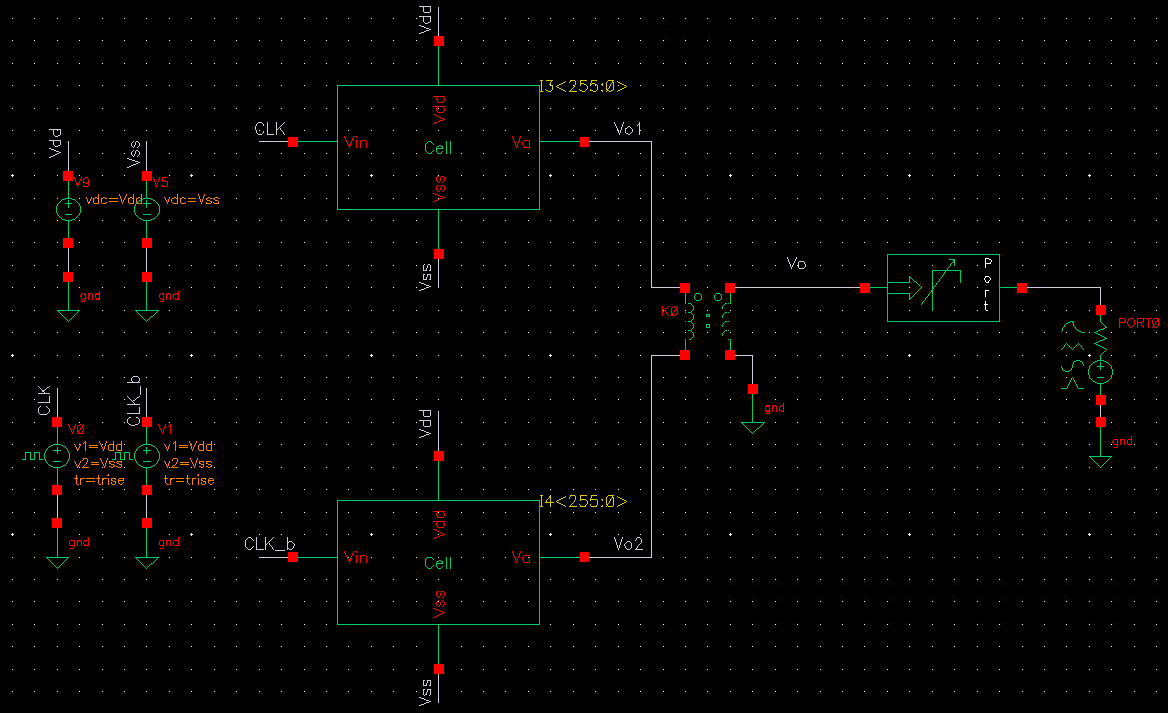 Vdd
I3<255:0>
Vdd
CLK
Vin
Cell
Vo
Vo1
Vss
Vss
Vdd
V9
vdc=Vdd
Vss
V5
vdc=Vss
gnd
gnd
Vo
K0
gnd
Port
PORT0
gnd
CLK
V0
v1=Vdd
v2=Vss
tr=trise
gnd
CLK_b
V1
v1=Vdd
v2=Vss
tr=trise
gnd
Vdd
I4<255:0>
Vdd
CLK_b
Vin
Cell
Vo
Vo2
Vss
Vss